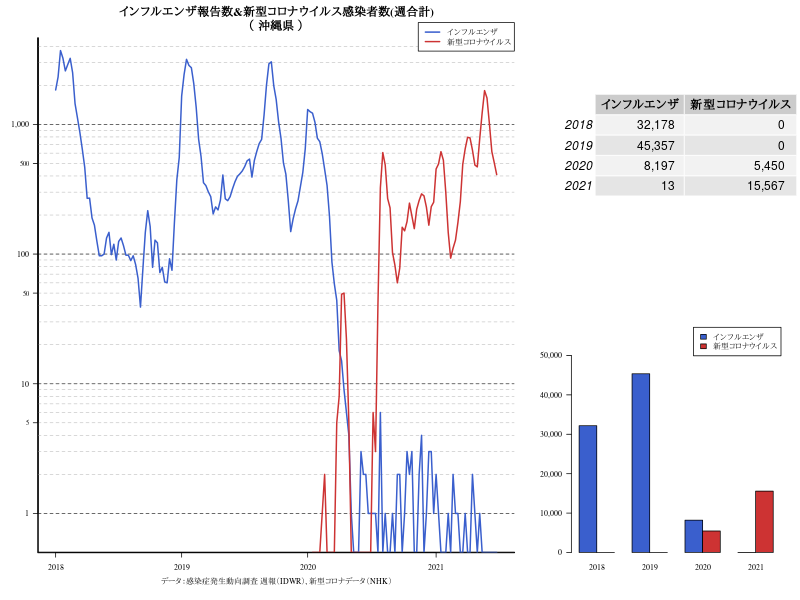 インフルエンザ報告数&新型コロナウイルス感染者数(週合計)
( 沖縄県 )
インフルエンザ
新型コロナウイルス
1,000
500
100
50
10
5
1
2018 2019 2020 2021
データ：感染症発生動向調査 週報（IDWR）、新型コロナデータ（NHK）
インフルエンザ 新型コロナウイルス
2018 32,178 0
2019 45,357 0
2020 8,197 5,450
2021 13 15,567
インフルエンザ
新型コロナウイルス
50,000
40,000
30,000
20,000
10,000
0
2018 2019 2020 2021